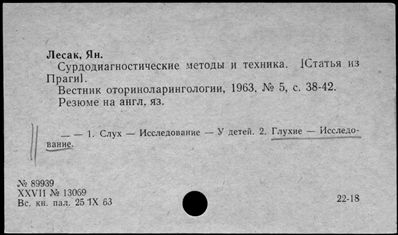 Лесак, Ян.
Сурдодиагностические методы и техника. [Статья из
Праги].
Вестник оториноларингологии, 1963, № 5, с. 38-42.
Резюме на англ, яз.
— — 1. Слух — Исследование — У детей. 2. Глухие — Исследо-
вание.
№ 89939
XXVII № 13069
Вс. кн. пал. 25 IX 63
22-18